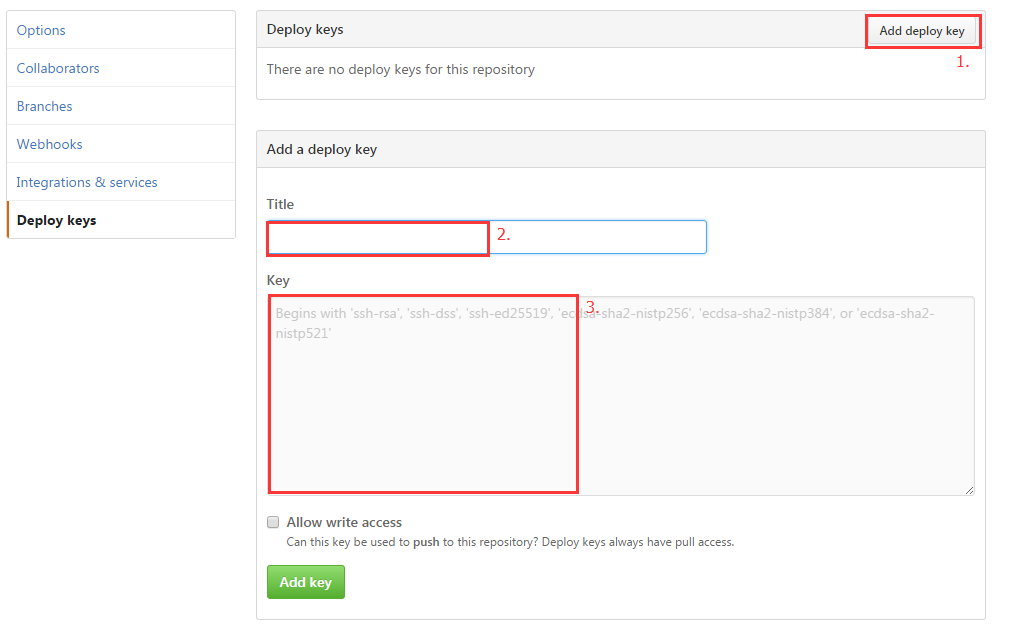 Options
Collaborators
Branches
Webhooks
Integrations & services
Deploy keys
Deploy keys
Add deploy key
1.
There are no deploy keys for this repository
Add a deploy key
Title
2.
Key
3.
Begins with 'ssh-rsa', 'ssh-dss', 'ssh-ed25519', 'ecdsa-sha2-nistp256', 'ecdsa-sha2-nistp384', or 'ecdsa-sha2-
nistp521'
Allow write access
Can this key be used to push to this repository? Deploy keys always have pull access.
Add key